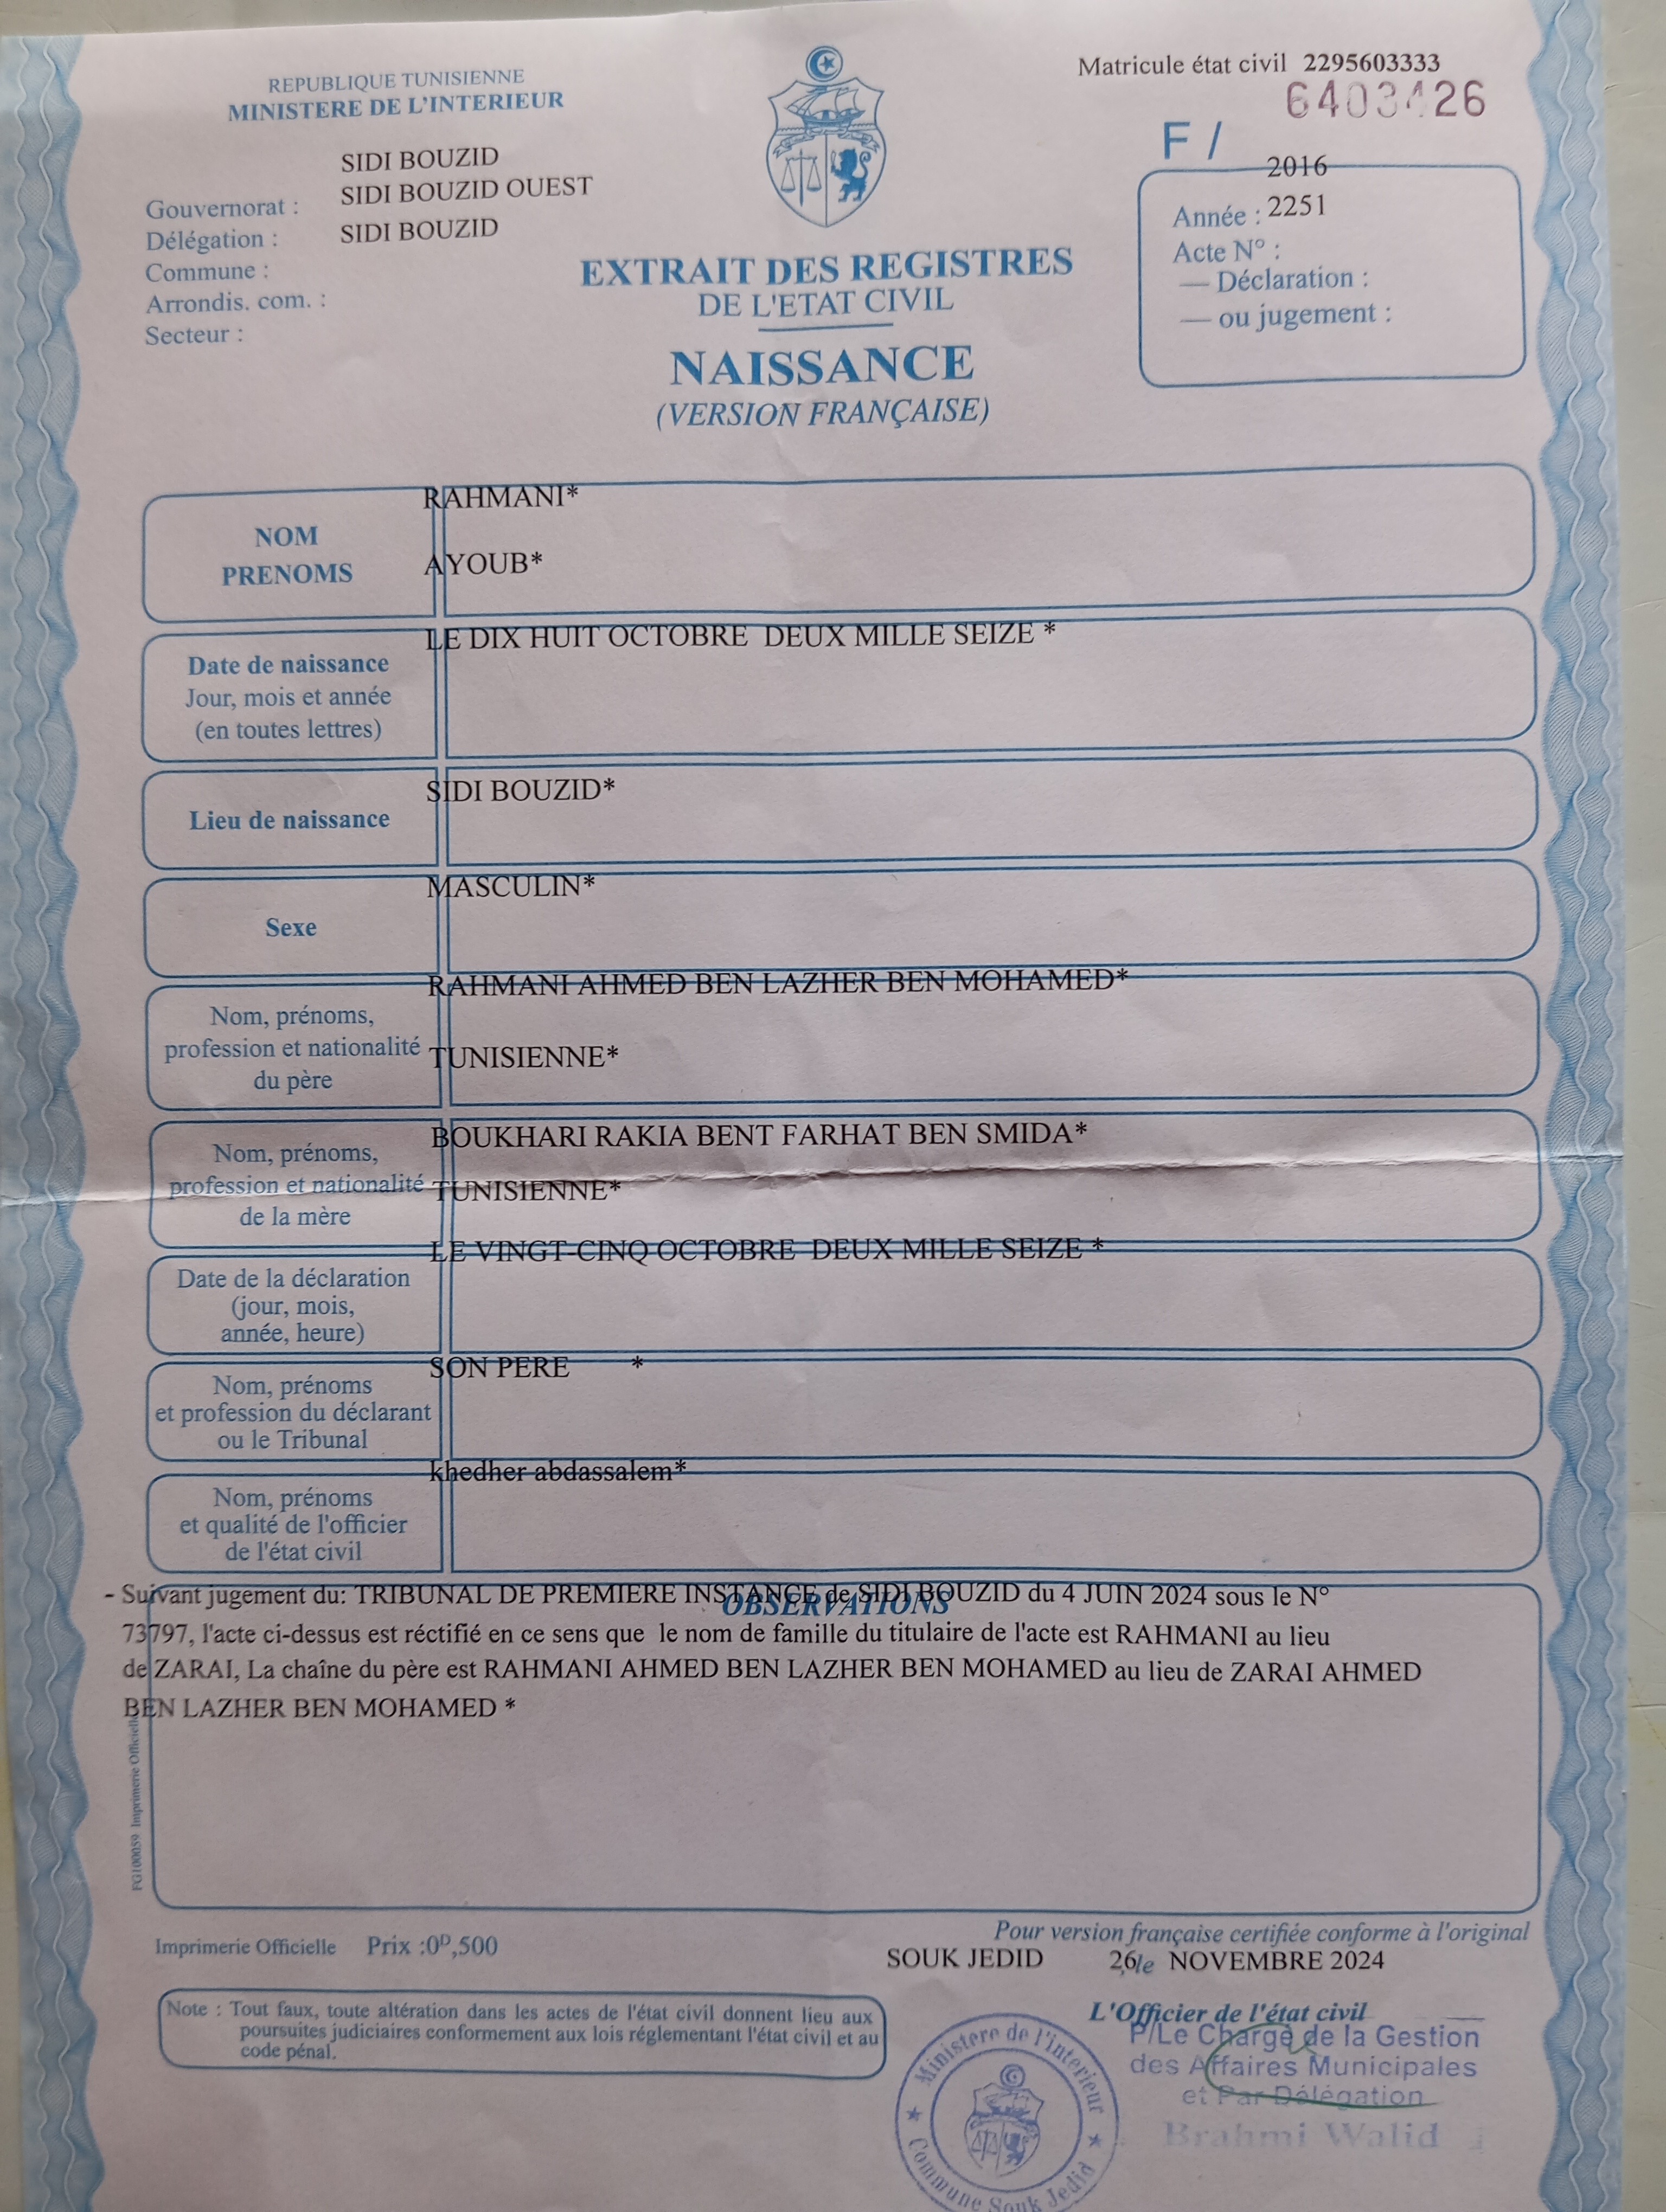 REPUBLIQUE TUNISIENNE
MINISTERE DE L'INTERIEUR
Matricule état civil 2295603333
F /
SIDI BOUZID
SIDI BOUZID OUEST
SIDI BOUZID
Gouvernorat :
Délégation :
Commune :
Arrondis. com. :
Secteur :
2016
Année : 2251
Acte N° :
— Déclaration :
— ou jugement :
EXTRAIT DES REGISTRES
DE L'ETAT CIVIL
NAISSANCE
(VERSION FRANÇAISE)
NOM
PRENOMS
RAHMANI*
AYOUB*
Date de naissance
Jour, mois et année
(en toutes lettres)
LE DIX HUIT OCTOBRE DEUX MILLE SEIZE *
Lieu de naissance
SIDI BOUZID*
Sexe
MASCULIN*
Nom, prénoms,
profession et nationalité
du père
RAHMANI AHMED BEN LAZHER BEN MOHAMED*
TUNISIENNE*
Nom, prénoms,
profession et nationalité
de la mère
BOUKHARI RAKIA BENT FARHAT BEN SMIDA*
TUNISIENNE*
Date de la déclaration
(jour, mois,
année, heure)
LE VINGT-CINQ OCTOBRE DEUX MILLE SEIZE *
Nom, prénoms
et profession du déclarant
ou le Tribunal
SON PERE *
Nom, prénoms
et qualité de l'officier
de l'état civil
khedher abdassalem*
OBSERVATIONS
- Suivant jugement du: TRIBUNAL DE PREMIERE INSTANCE de SIDI BOUZID du 4 JUIN 2024 sous le N°
73797, l'acte ci-dessus est réctifié en ce sens que le nom de famille du titulaire de l'acte est RAHMANI au lieu
de ZARAI, La chaîne du père est RAHMANI AHMED BEN LAZHER BEN MOHAMED au lieu de ZARAI AHMED
BEN LAZHER BEN MOHAMED *
FG100059 Imprimerie Officielle
Imprimerie Officielle Prix :0ᴰ,500
Pour version française certifiée conforme à l'original
SOUK JEDID 26 le NOVEMBRE 2024
Note : Tout faux, toute altération dans les actes de l'état civil donnent lieu aux
poursuites judiciaires conformement aux lois réglementant l'état civil et au
code pénal.
L'Officier de l'état civil
P/Le Chargé de la Gestion
des Affaires Municipales
et Par Délégation
Brahmi Walid
Ministere de l'interieur
Commune Souk Jedid